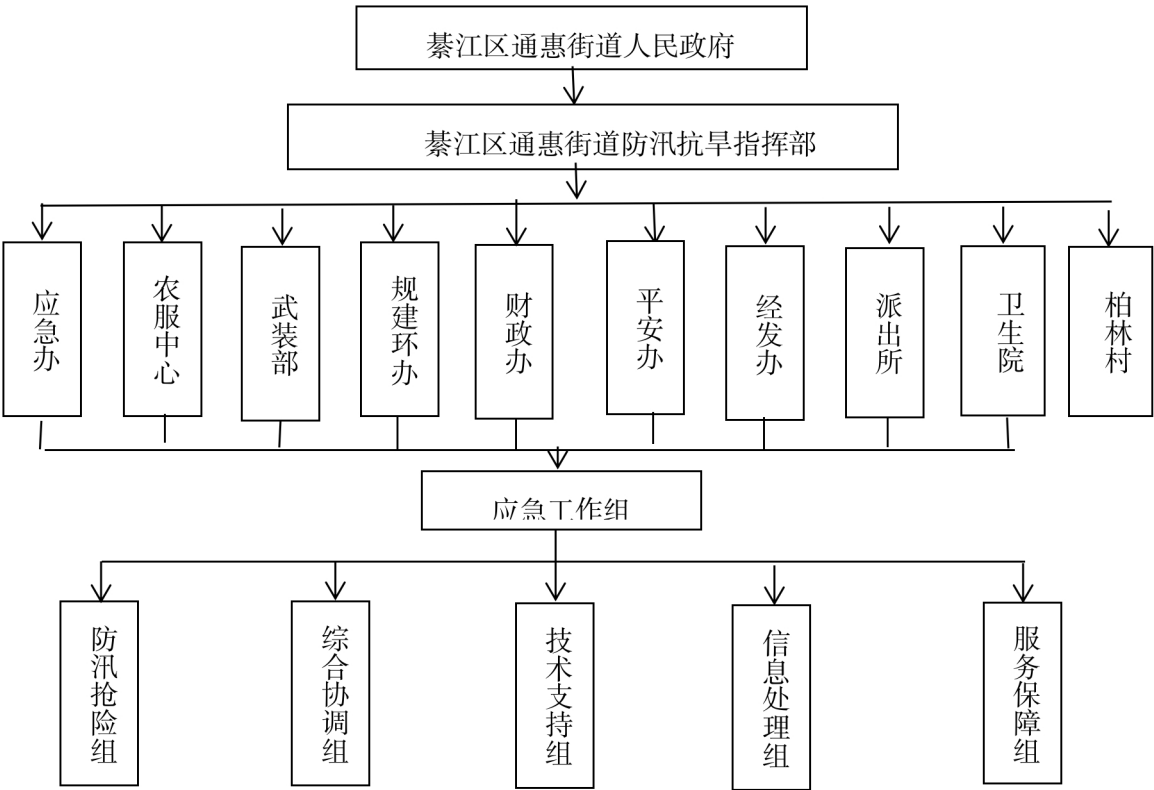 綦江区通惠街道人民政府
綦江区通惠街道防汛抗旱指挥部
应急办
农服中心
武装部
规建环办
财政办
平安办
经发办
派出所
卫生院
柏林村
应急工作组
防汛抢险组
综合协调组
技术支持组
信息处理组
服务保障组